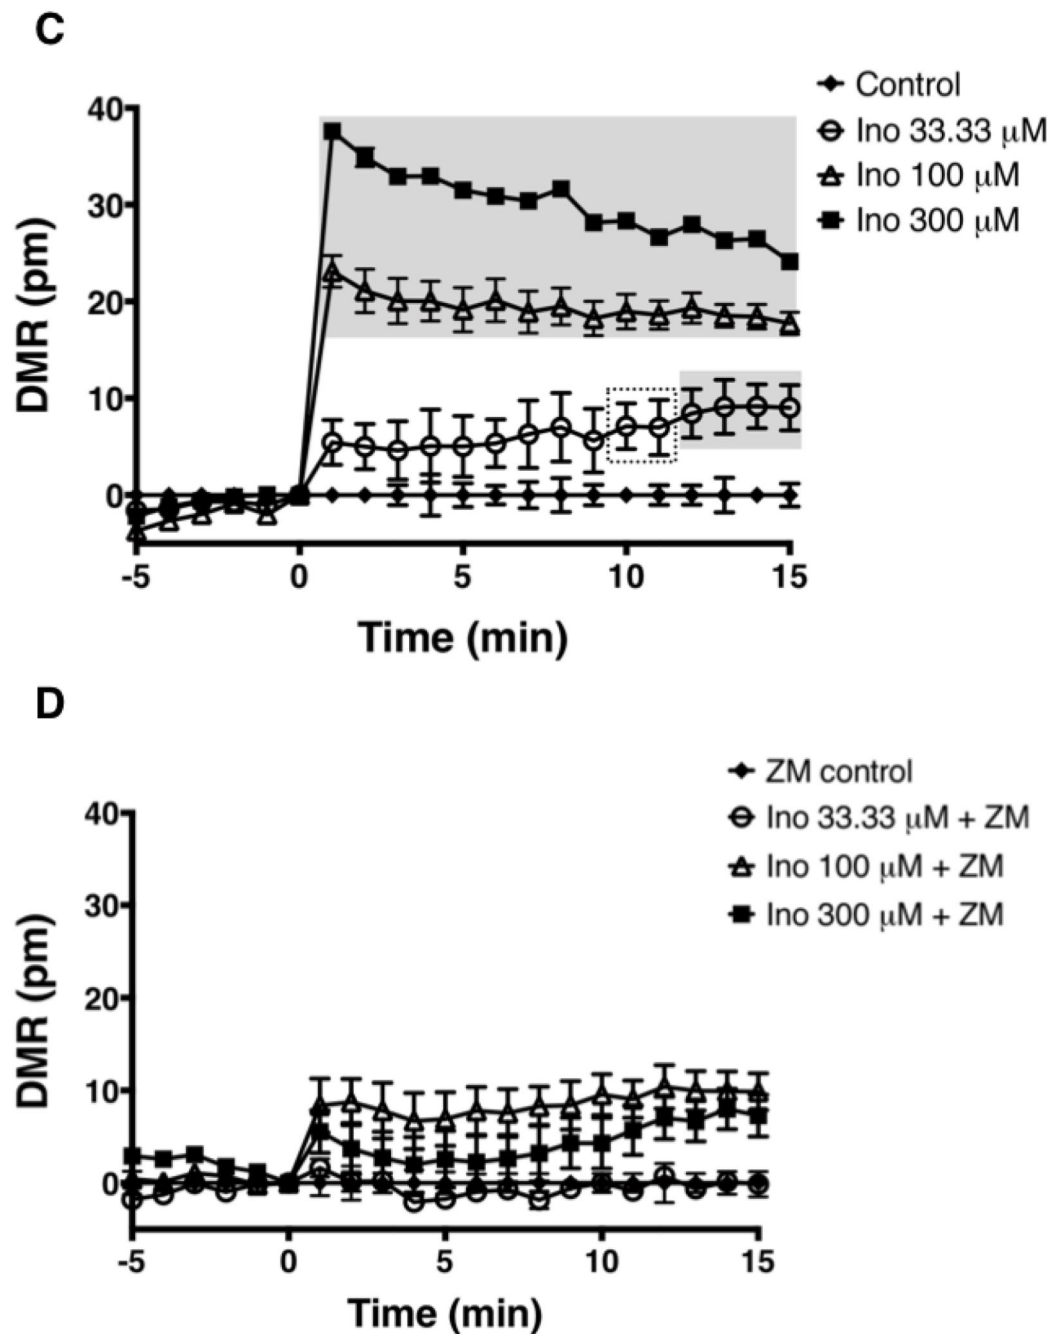 C
Control
Ino 33.33 μM
Ino 100 μM
Ino 300 μM
40
30
20
10
0
DMR (pm)
-5 0 5 10 15
Time (min)
D
ZM control
Ino 33.33 μM + ZM
Ino 100 μM + ZM
Ino 300 μM + ZM
40
30
20
10
0
DMR (pm)
-5 0 5 10 15
Time (min)